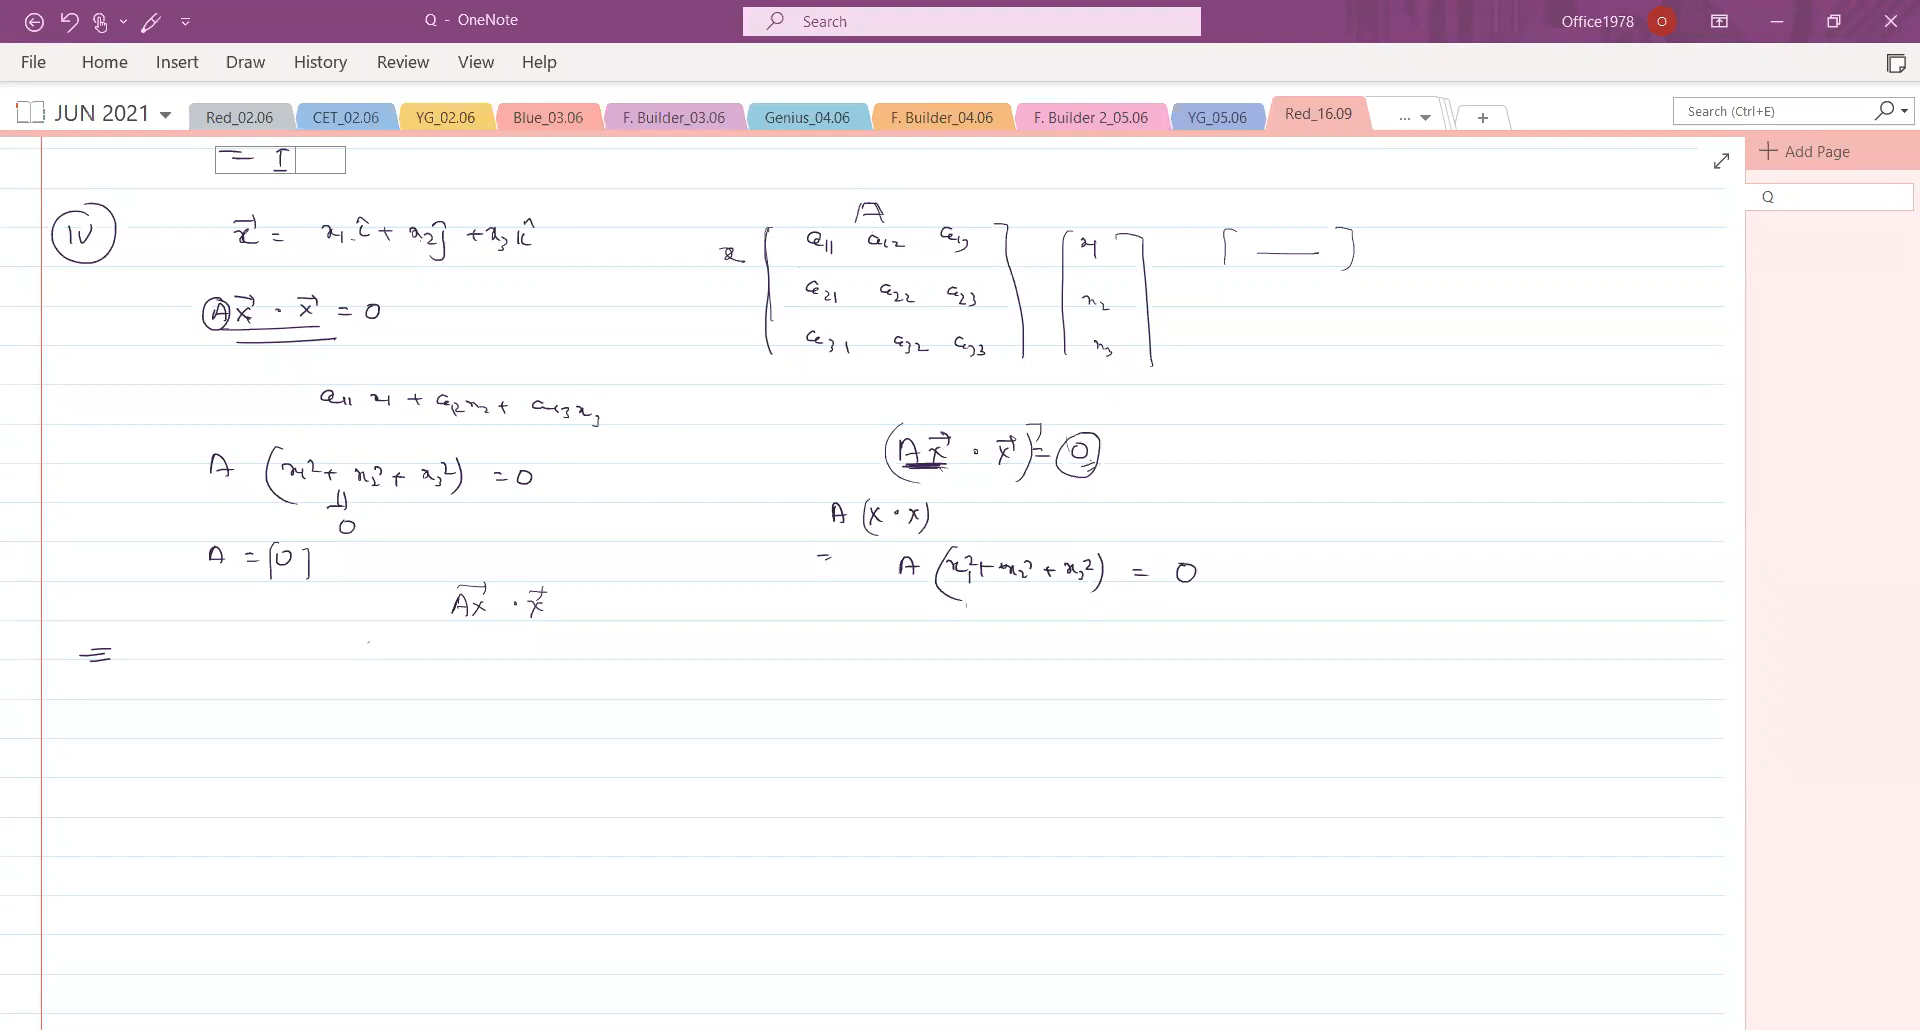 Q - OneNote
Search
Office1978
O
File Home Insert Draw History Review View Help
JUN 2021
Red_02.06 CET_02.06 YG_02.06 Blue_03.06 F. Builder_03.06 Genius_04.06 F. Builder_04.06 F. Builder 2_05.06 YG_05.06 Red_16.09 ... +
Search (Ctrl+E)
+ Add Page
Q
= I
IV
x⃗ = x₁î + x₂ĵ + x₃k̂
Ax⃗ · x⃗ = 0
a₁₁ x₁ + a₁₂x₂ + a₁₃x₃
A (x₁² + x₂² + x₃²) = 0
0
A = [0]
Ax⃗ · x⃗
=
A
[ a₁₁ a₁₂ a₁₃ ] [ x₁ ] [ ]
a₂₁ a₂₂ a₂₃ x₂
a₃₁ a₃₂ a₃₃ x₃
(Ax⃗ · x⃗) = 0
A (x · x)
= A (x₁² + x₂² + x₃²) = 0